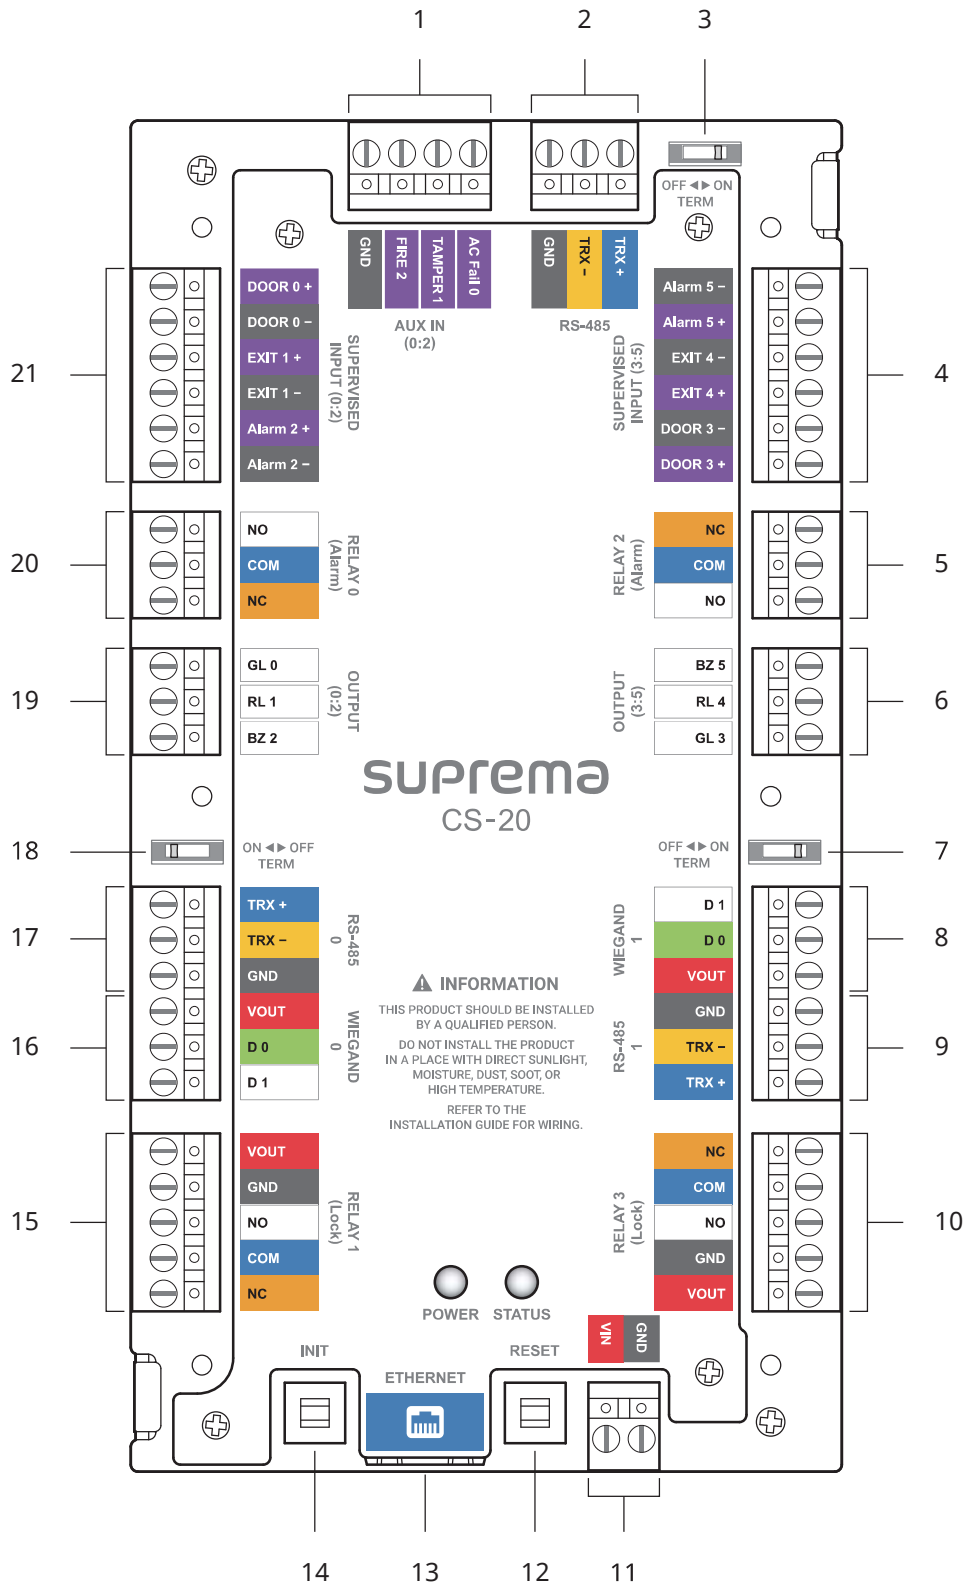 1
2
3
OFF ◀▶ ON
TERM
GND
FIRE 2
TAMPER 1
AC Fail 0
AUX IN
(0:2)
GND
TRX −
TRX +
RS-485
21
DOOR 0 +
DOOR 0 −
EXIT 1 +
EXIT 1 −
Alarm 2 +
Alarm 2 −
SUPERVISED
INPUT (0:2)
SUPERVISED
INPUT (3:5)
Alarm 5 −
Alarm 5 +
EXIT 4 −
EXIT 4 +
DOOR 3 −
DOOR 3 +
4
20
NO
COM
NC
RELAY 0
(Alarm)
RELAY 2
(Alarm)
NC
COM
NO
5
19
GL 0
RL 1
BZ 2
OUTPUT
(0:2)
OUTPUT
(3:5)
BZ 5
RL 4
GL 3
6
suprema
CS-20
18
ON ◀▶ OFF
TERM
OFF ◀▶ ON
TERM
7
17
TRX +
TRX −
GND
RS-485
0
WIEGAND
1
D 1
D 0
VOUT
8
16
VOUT
D 0
D 1
WIEGAND
0
RS-485
1
GND
TRX −
TRX +
9
INFORMATION
THIS PRODUCT SHOULD BE INSTALLED
BY A QUALIFIED PERSON.
DO NOT INSTALL THE PRODUCT
IN A PLACE WITH DIRECT SUNLIGHT,
MOISTURE, DUST, SOOT, OR
HIGH TEMPERATURE.
REFER TO THE
INSTALLATION GUIDE FOR WIRING.
15
VOUT
GND
NO
COM
NC
RELAY 1
(Lock)
RELAY 3
(Lock)
NC
COM
NO
GND
VOUT
10
POWER
STATUS
VIN
GND
INIT
ETHERNET
RESET
14
13
12
11